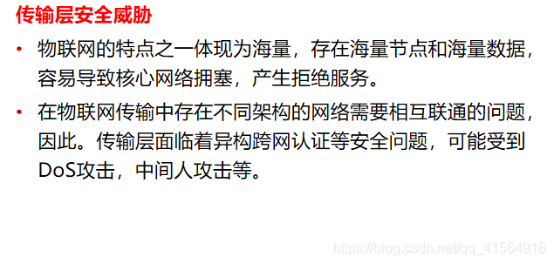 传输层安全威胁
• 物联网的特点之一体现为海量，存在海量节点和海量数据，
容易导致核心网络拥塞，产生拒绝服务。
• 在物联网传输中存在不同架构的网络需要相互联通的问题，
因此。传输层面临着异构跨网认证等安全问题，可能受到
DoS攻击，中间人攻击等。
https://blog.csdn.net/qq_41564918